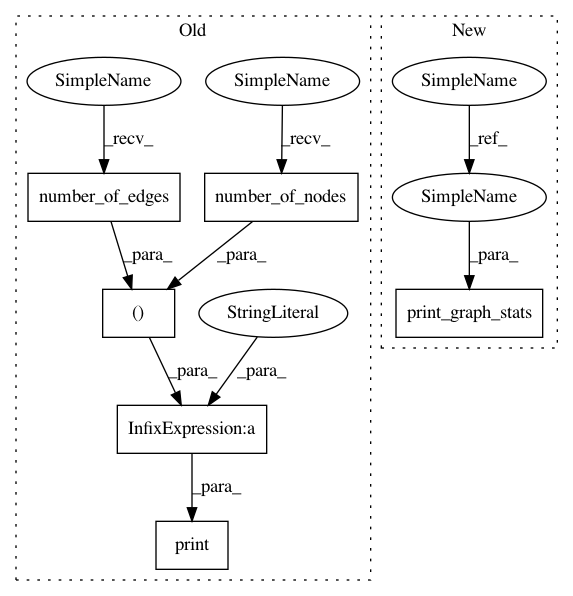 Old
New
SimpleName
SimpleName
SimpleName
_recv_
_recv_
_ref_
number_of_edges
number_of_nodes
SimpleName
_para_
_para_
_para_
()
StringLiteral
print_graph_stats
_para_
_para_
InfixExpression:a
_para_
print